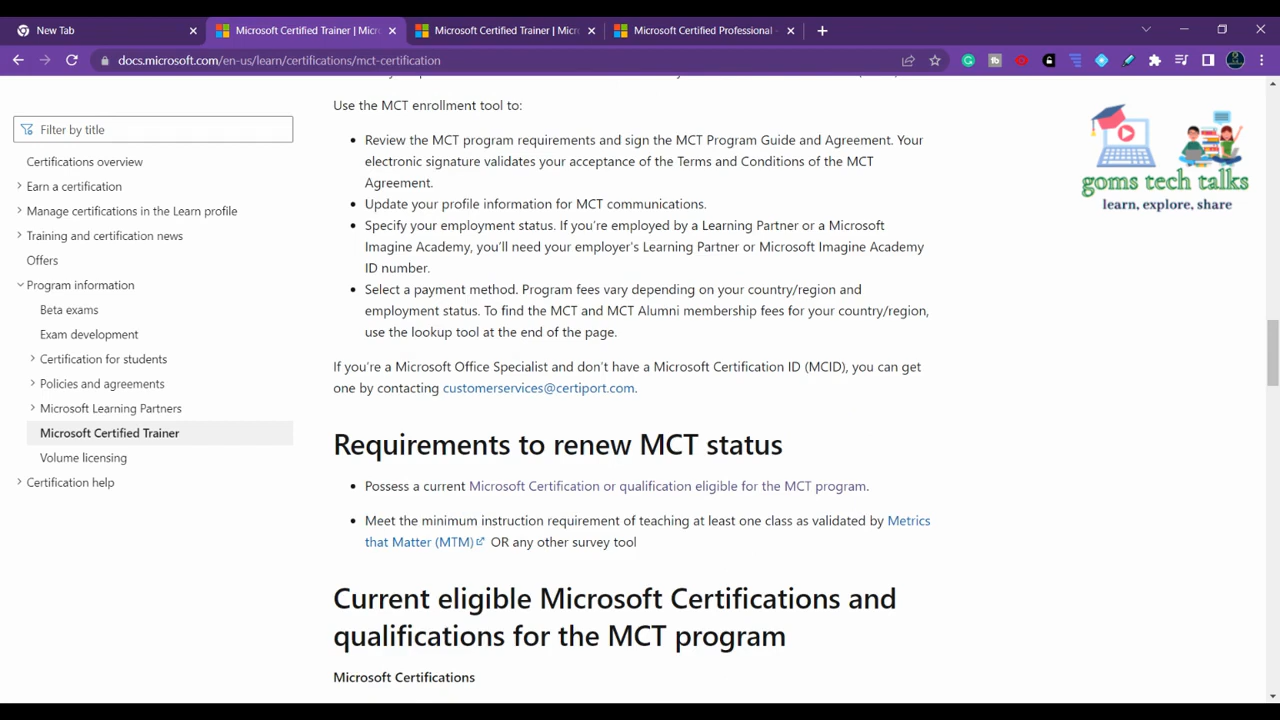 New Tab
Microsoft Certified Trainer | Micr
Microsoft Certified Trainer | Micr
Microsoft Certified Professional -
docs.microsoft.com/en-us/learn/certifications/mct-certification
Filter by title
Certifications overview
Earn a certification
Manage certifications in the Learn profile
Training and certification news
Offers
Program information
Beta exams
Exam development
Certification for students
Policies and agreements
Microsoft Learning Partners
Microsoft Certified Trainer
Volume licensing
Certification help
Use the MCT enrollment tool to:
• Review the MCT program requirements and sign the MCT Program Guide and Agreement. Your
electronic signature validates your acceptance of the Terms and Conditions of the MCT
Agreement.
• Update your profile information for MCT communications.
• Specify your employment status. If you're employed by a Learning Partner or a Microsoft
Imagine Academy, you'll need your employer's Learning Partner or Microsoft Imagine Academy
ID number.
• Select a payment method. Program fees vary depending on your country/region and
employment status. To find the MCT and MCT Alumni membership fees for your country/region,
use the lookup tool at the end of the page.
If you're a Microsoft Office Specialist and don't have a Microsoft Certification ID (MCID), you can get
one by contacting customerservices@certiport.com.
Requirements to renew MCT status
• Possess a current Microsoft Certification or qualification eligible for the MCT program.
• Meet the minimum instruction requirement of teaching at least one class as validated by Metrics
that Matter (MTM) OR any other survey tool
Current eligible Microsoft Certifications and
qualifications for the MCT program
Microsoft Certifications
goms tech talks
learn, explore, share